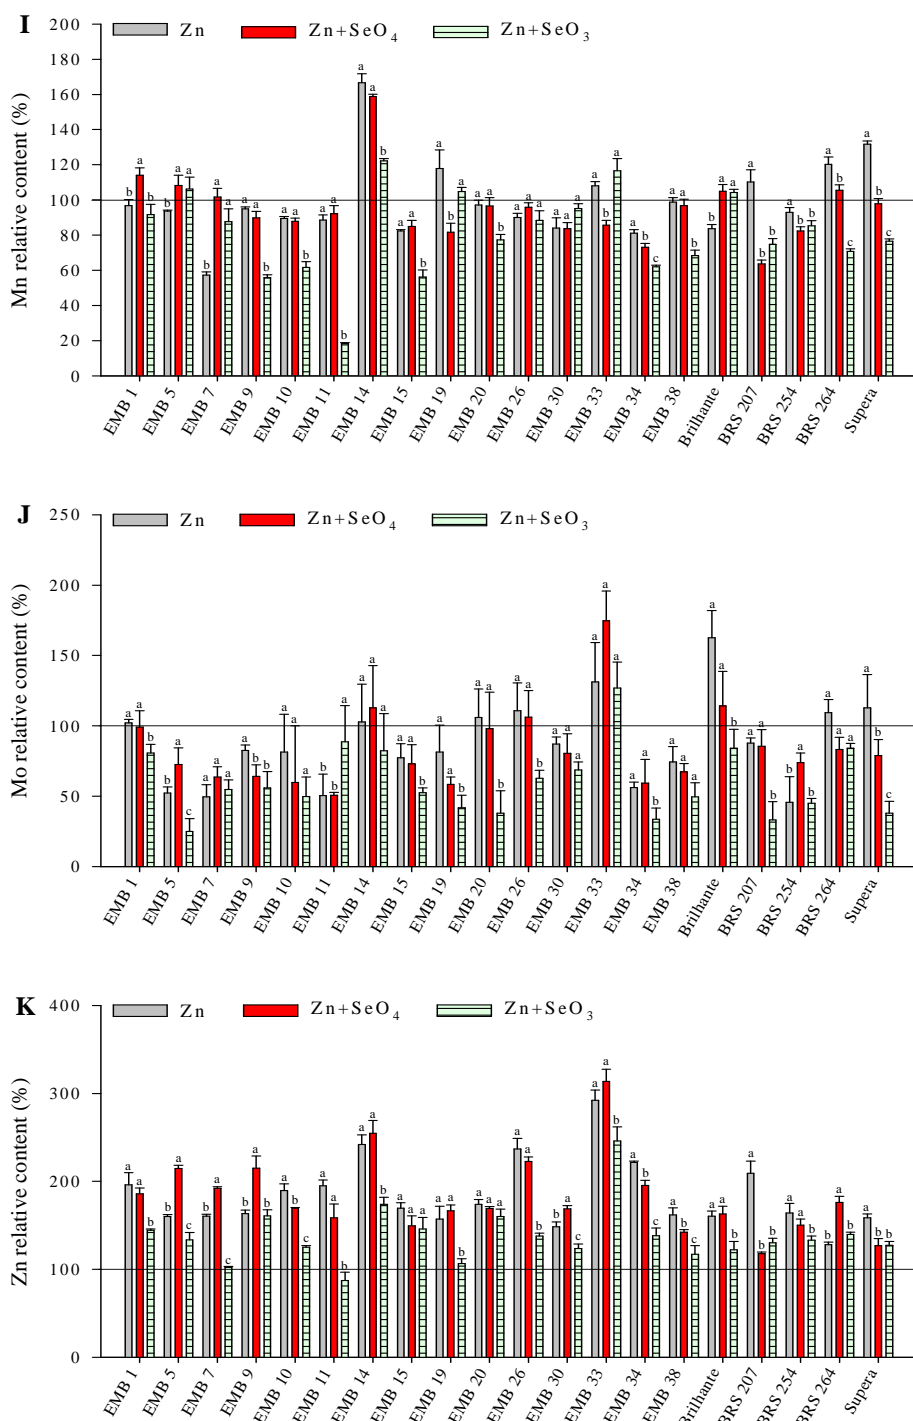 I
Zn Zn+SeO4 Zn+SeO3
Mn relative content (%)
200
180
160
140
120
100
80
60
40
20
0
a a a a a a a a a a a a a a a a a a a a a a a a a a a a a a a a a a a a a a a a
b b b b b b b b b b b b b b b b b b c c c
EMB 1 EMB 5 EMB 7 EMB 9 EMB 10 EMB 11 EMB 14 EMB 15 EMB 19 EMB 20 EMB 26 EMB 30 EMB 33 EMB 34 EMB 38 Brilhante BRS 207 BRS 254 BRS 264 Supera
J
Zn Zn+SeO4 Zn+SeO3
Mo relative content (%)
250
200
150
100
50
0
EMB 1 EMB 5 EMB 7 EMB 9 EMB 10 EMB 11 EMB 14 EMB 15 EMB 19 EMB 20 EMB 26 EMB 30 EMB 33 EMB 34 EMB 38 Brilhante BRS 207 BRS 254 BRS 264 Supera
K
Zn Zn+SeO4 Zn+SeO3
Zn relative content (%)
400
300
200
100
0
EMB 1 EMB 5 EMB 7 EMB 9 EMB 10 EMB 11 EMB 14 EMB 15 EMB 19 EMB 20 EMB 26 EMB 30 EMB 33 EMB 34 EMB 38 Brilhante BRS 207 BRS 254 BRS 264 Supera